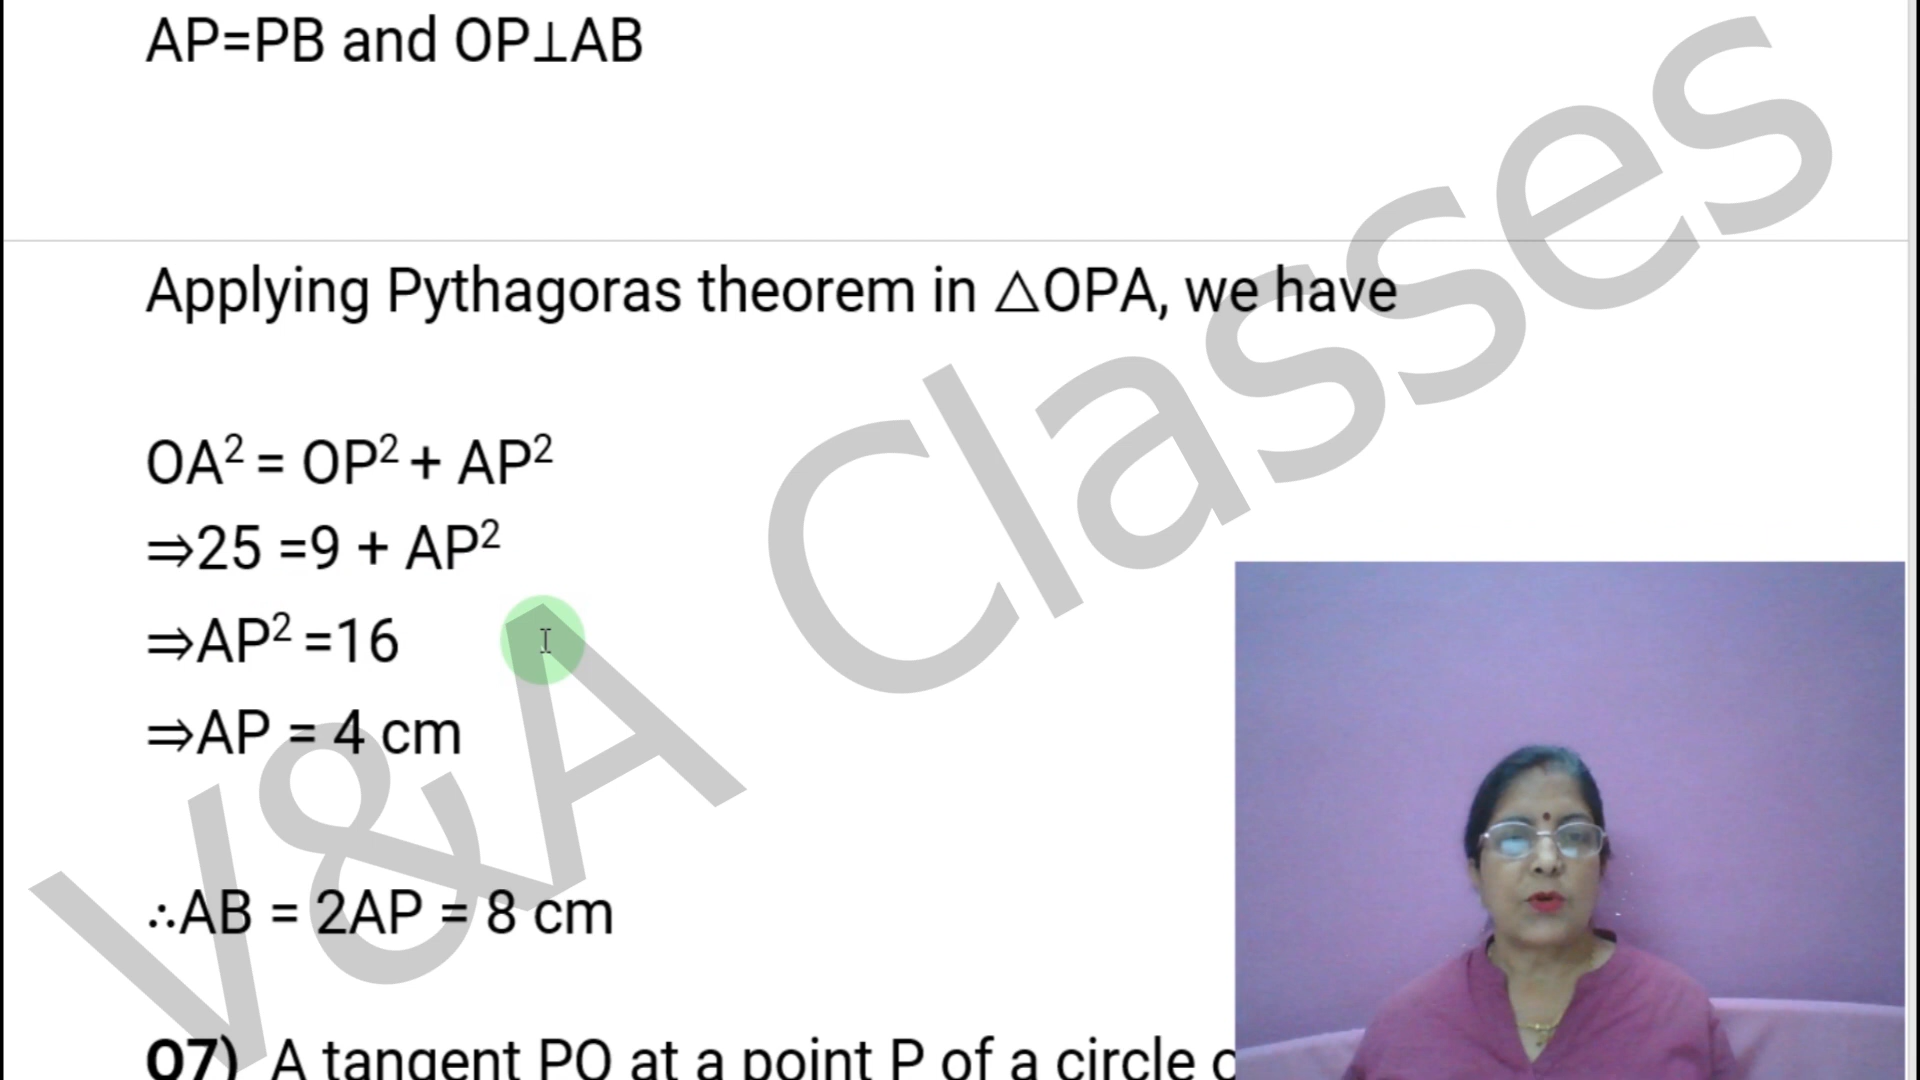 AP=PB and OP⊥AB
Applying Pythagoras theorem in △OPA, we have
OA² = OP² + AP²
⇒25 =9 + AP²
⇒AP² =16
⇒AP = 4 cm
∴AB = 2AP = 8 cm
Q7) A tangent PQ at a point P of a circle
V&A Classes